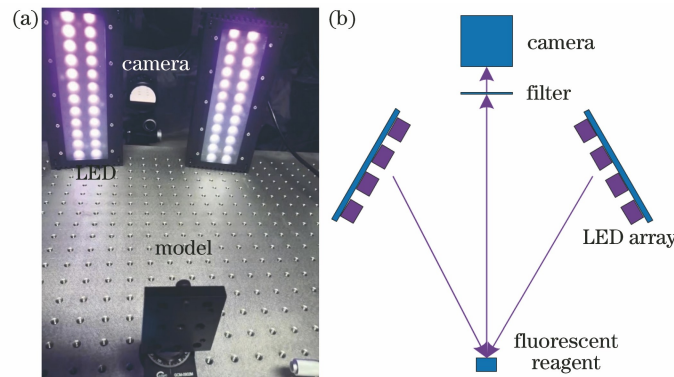 (a)
camera
LED
model
(b)
camera
filter
LED array
fluorescent
reagent